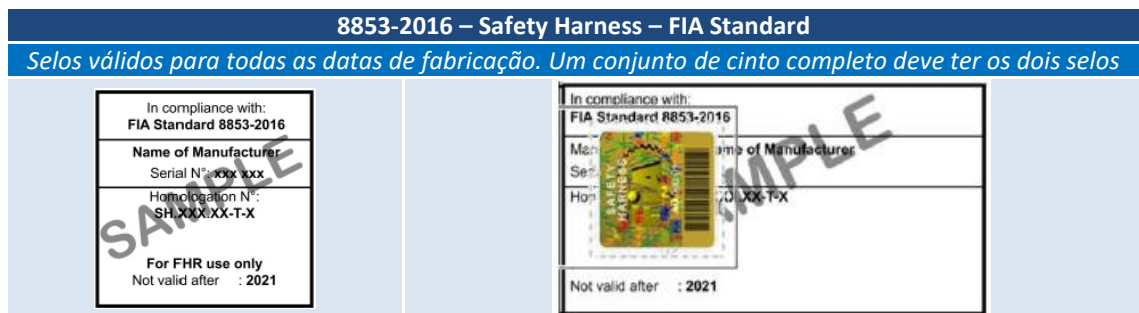 8853-2016 – Safety Harness – FIA Standard
Selos válidos para todas as datas de fabricação. Um conjunto de cinto completo deve ter os dois selos
In compliance with:
FIA Standard 8853-2016
Name of Manufacturer
Serial N°: xxx xxx
Homologation N°:
SH.XXX.XX-T-X
For FHR use only
Not valid after : 2021
SAMPLE
In compliance with:
FIA Standard 8853-2016
me of Manufacturer
XX-T-X
SAFETY
HARNESS
FIA
Not valid after : 2021